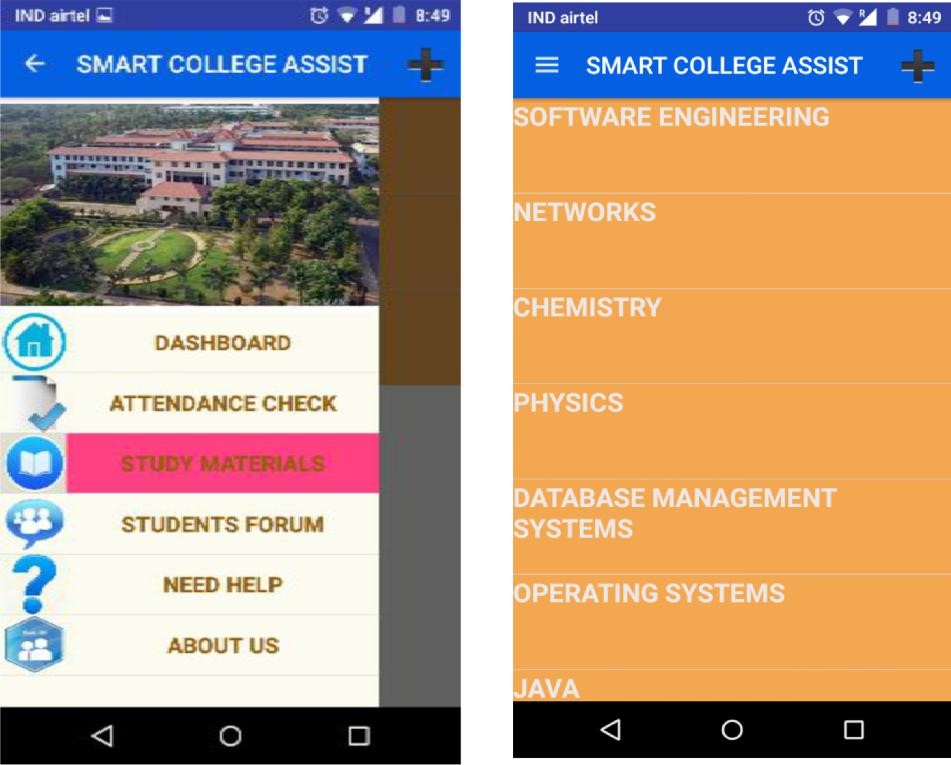 IND airtel
8:49
SMART COLLEGE ASSIST
DASHBOARD
ATTENDANCE CHECK
STUDY MATERIALS
STUDENTS FORUM
NEED HELP
ABOUT US
IND airtel
R
8:49
SMART COLLEGE ASSIST
SOFTWARE ENGINEERING
NETWORKS
CHEMISTRY
PHYSICS
DATABASE MANAGEMENT
SYSTEMS
OPERATING SYSTEMS
JAVA